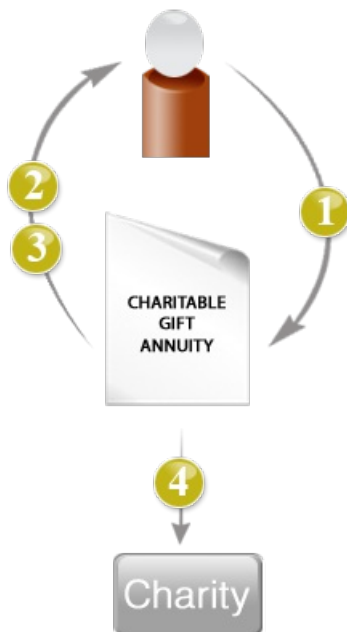 1
2
3
CHARITABLE
GIFT
ANNUITY
4
Charity